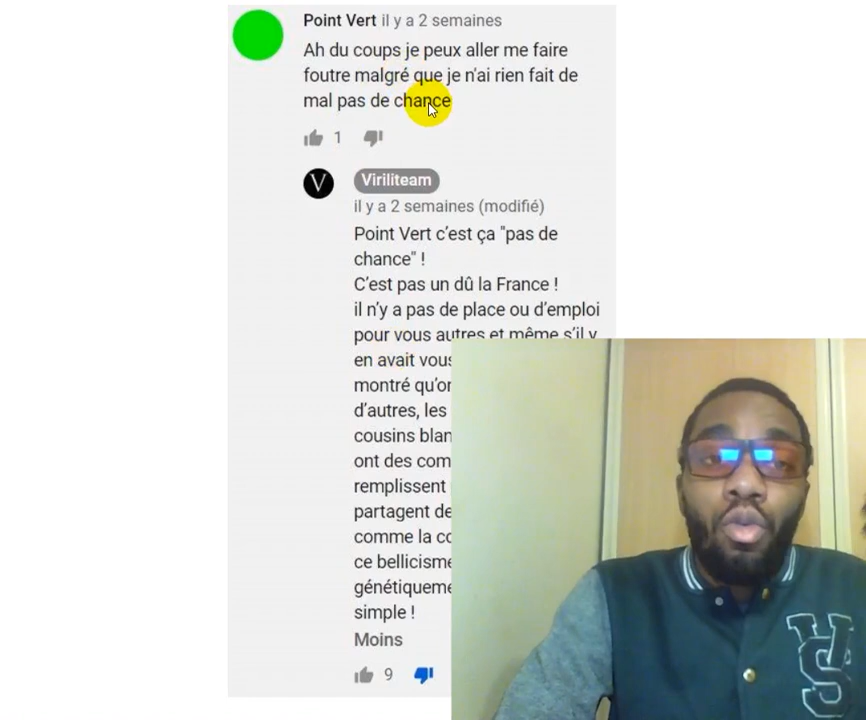 Point Vert il y a 2 semaines
Ah du coups je peux aller me faire
foutre malgré que je n'ai rien fait de
mal pas de chance
1
V
Viriliteam
il y a 2 semaines (modifié)
Point Vert c’est ça "pas de
chance" !
C’est pas un dû la France !
il n’y a pas de place ou d’emploi
pour vous autres et même s’il y
en avait vous
montré
d’autres, les
cousins
ont des
remplissent
partagent
comme la
ce
simple !
Moins
9